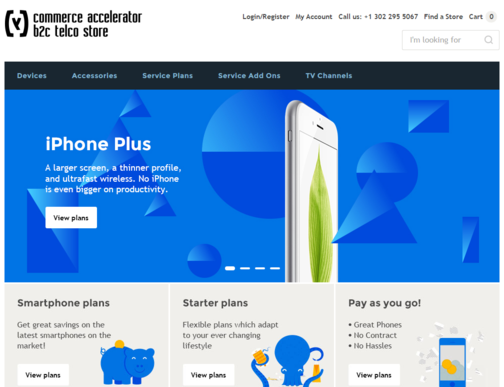 commerce accelerator
b2c telco store
Login/Register My Account Call us: +1 302 295 5067 Find a Store Cart 0
I'm looking for
Devices Accessories Service Plans Service Add Ons TV Channels
iPhone Plus
A larger screen, a thinner profile,
and ultrafast wireless. No iPhone
is even bigger on productivity.
View plans
Smartphone plans
Get great savings on the
latest smartphones on the
market!
View plans
Starter plans
Flexible plans which adapt
to your ever changing
lifestyle
View plans
Pay as you go!
• Great Phones
• No Contract
• No Hassles
View plans